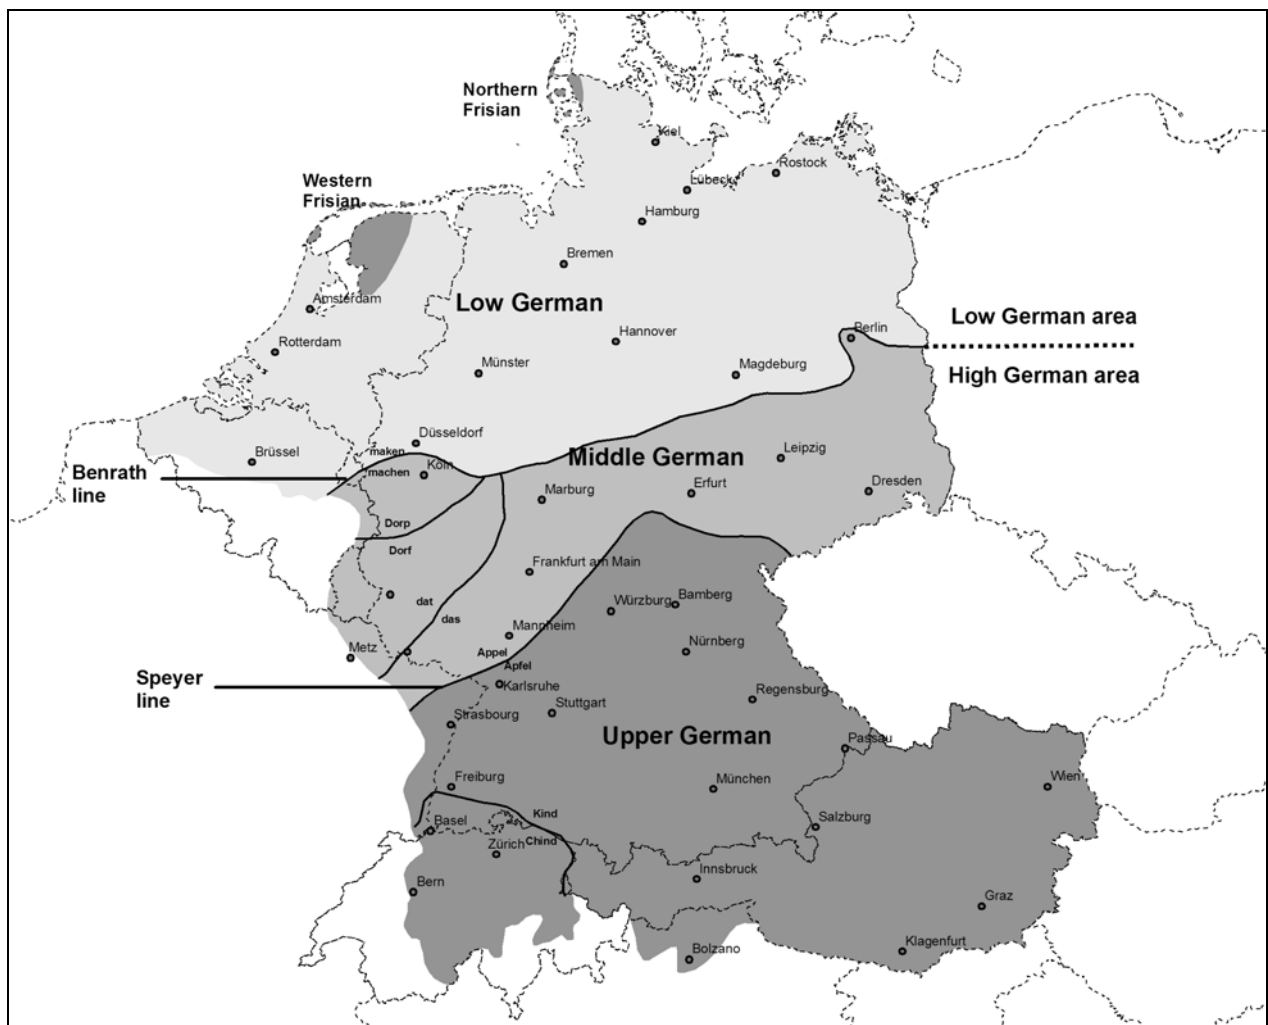 Northern
Frisian
Kiel
Rostock
Western
Frisian
Lübeck
Hamburg
Bremen
Amsterdam
Low German
Low German area
Berlin
Hannover
Rotterdam
Münster
Magdeburg
High German area
Düsseldorf
Brüssel
maken
Leipzig
Middle German
Benrath
line
machen
Köln
Marburg
Erfurt
Dresden
Dorp
Dorf
Frankfurt am Main
dat
das
Würzburg
Bamberg
Mannheim
Metz
Appel
Apfel
Nürnberg
Speyer
line
Karlsruhe
Regensburg
Strasbourg
Stuttgart
Upper German
Passau
Freiburg
München
Wien
Kind
Basel
Salzburg
Zürich
Chind
Bern
Innsbruck
Graz
Bolzano
Klagenfurt